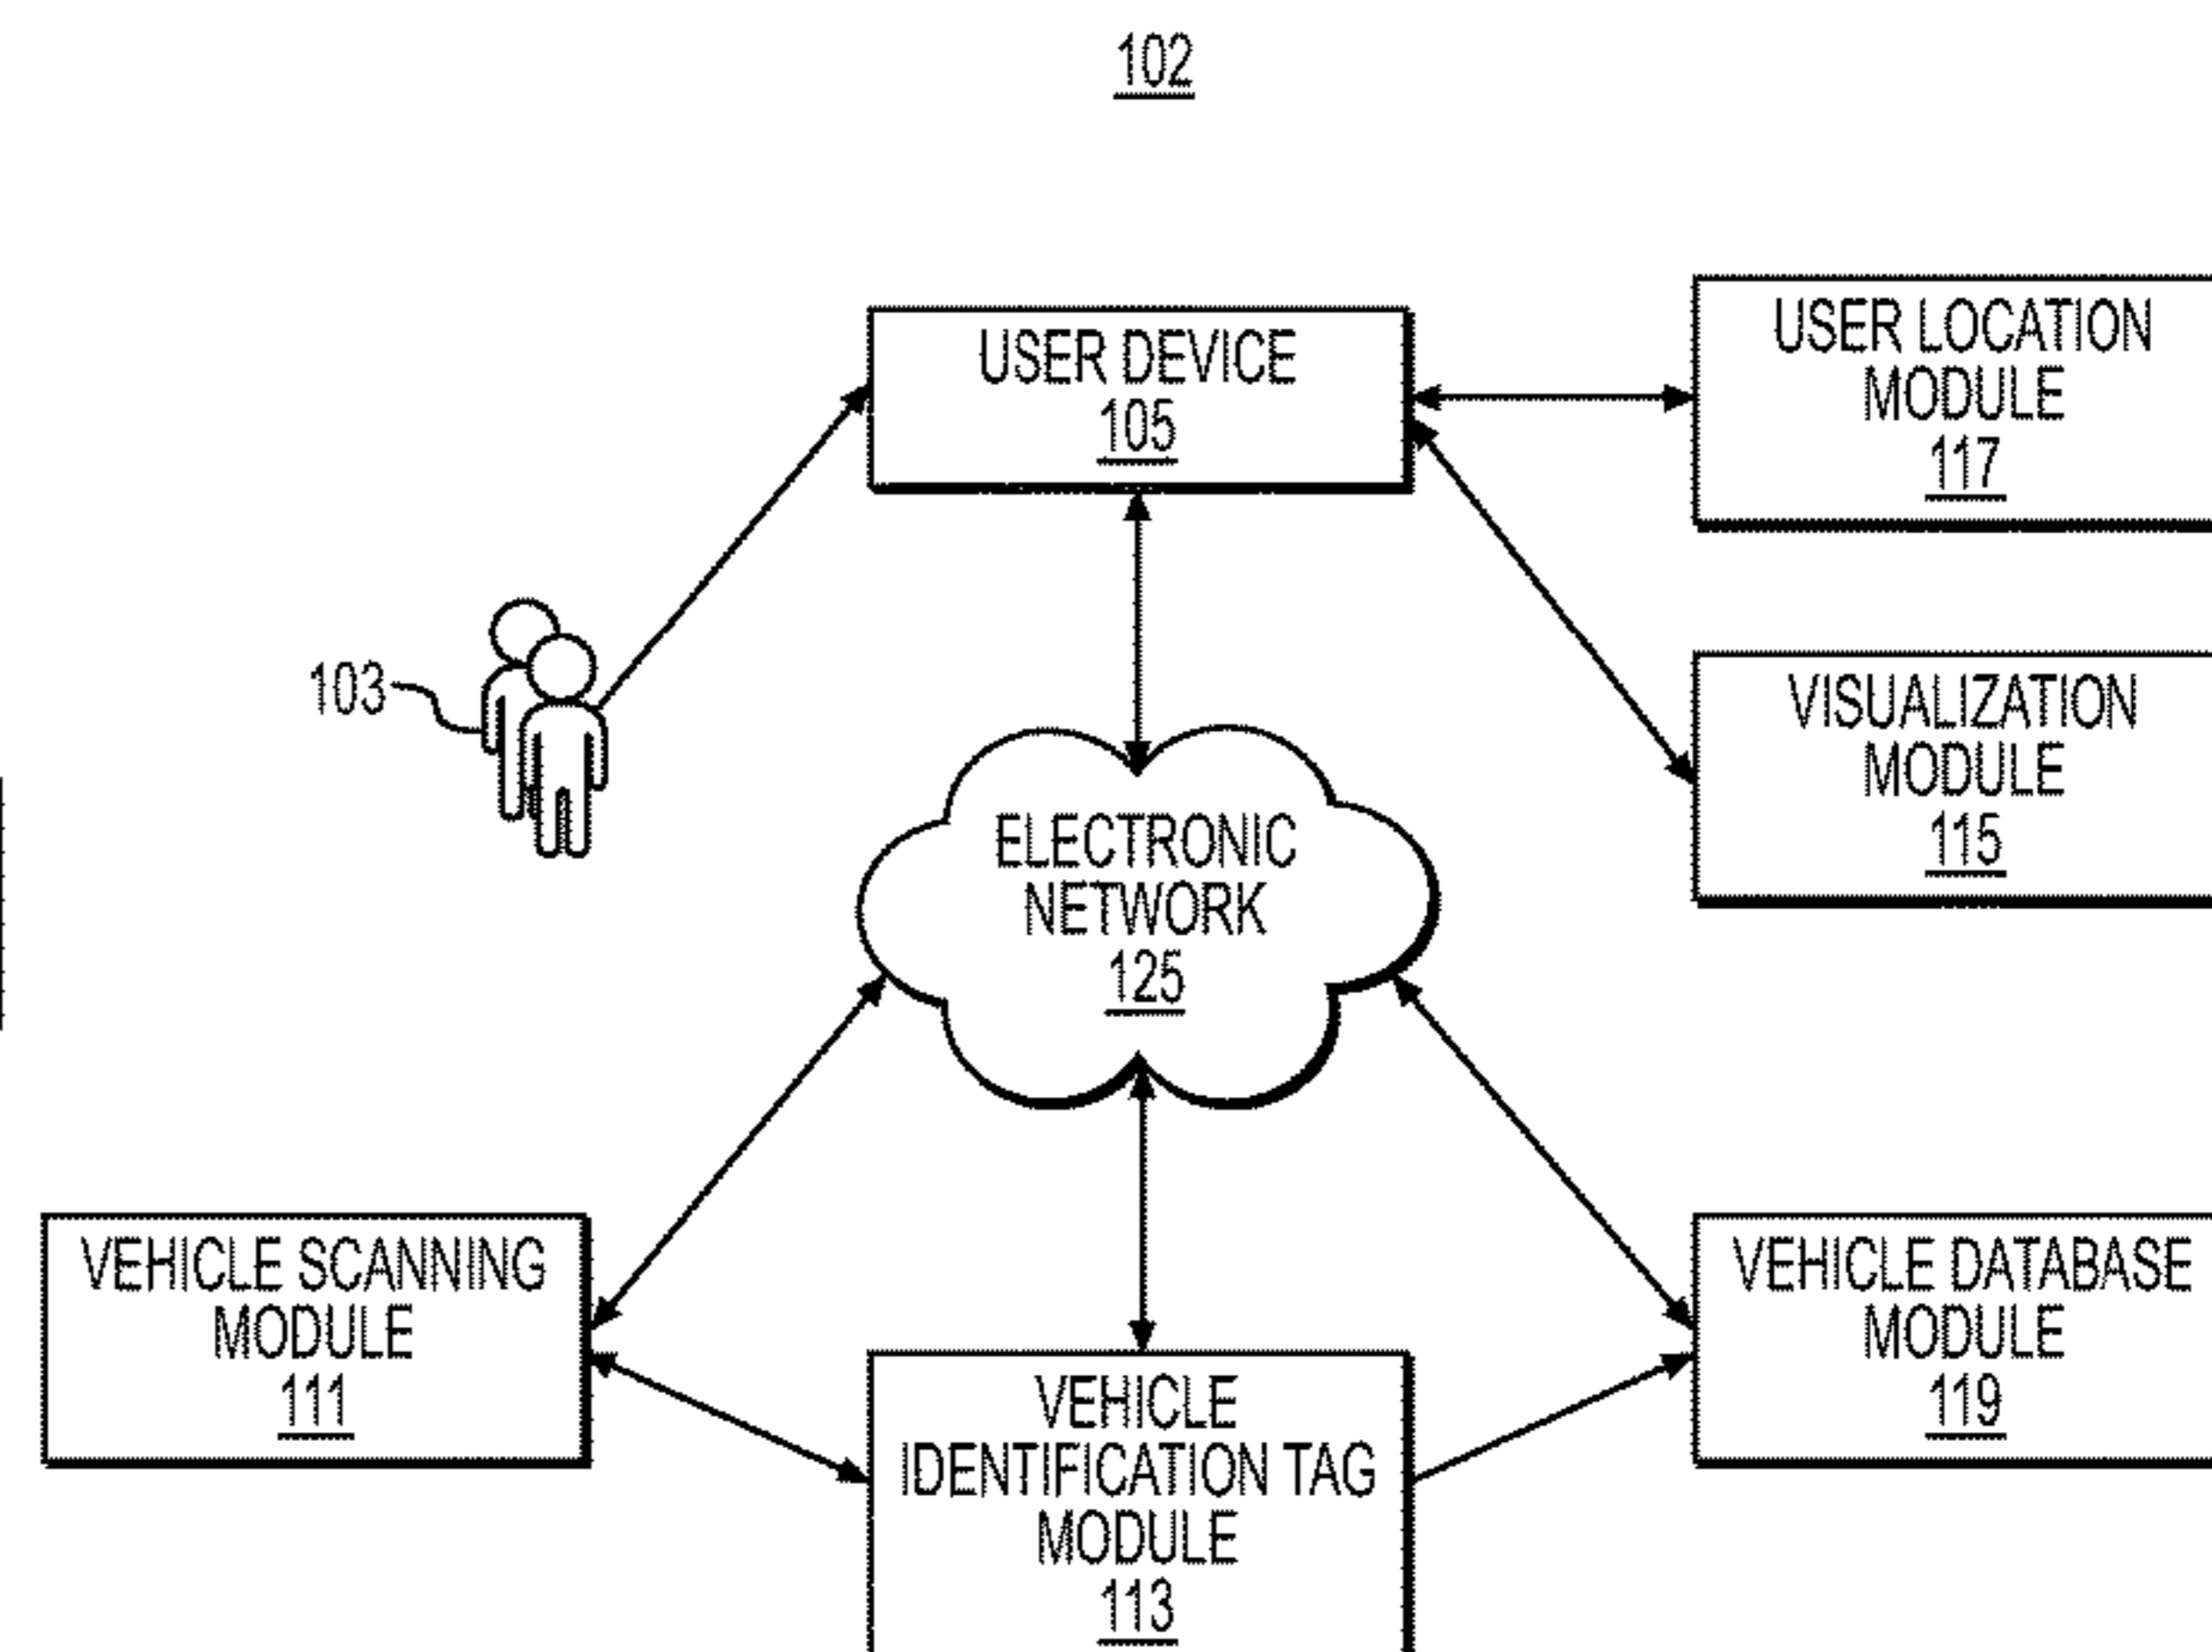 102
USER DEVICE
105
USER LOCATION
MODULE
117
103
VISUALIZATION
MODULE
115
ELECTRONIC
NETWORK
125
VEHICLE SCANNING
MODULE
111
VEHICLE
IDENTIFICATION TAG
MODULE
113
VEHICLE DATABASE
MODULE
119